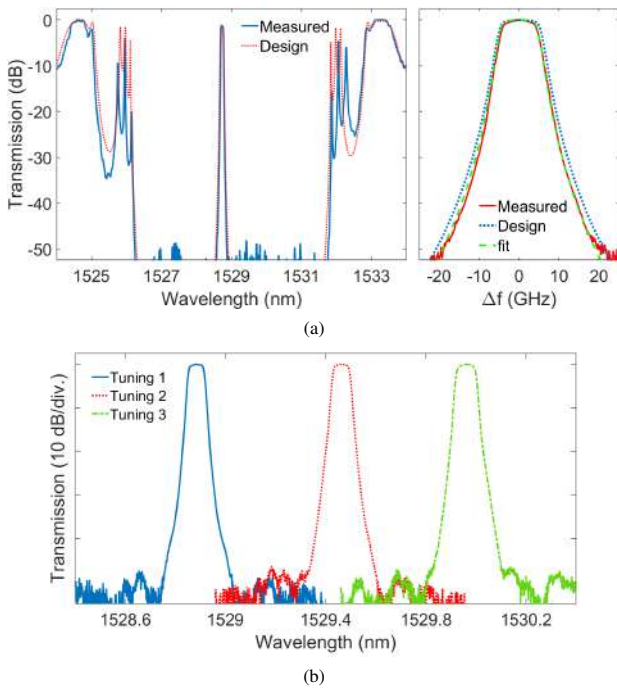 0
-10
-20
-30
-40
-50
Transmission (dB)
Measured
Design
1525
1527
1529
1531
1533
Wavelength (nm)
Measured
Design
fit
-20
-10
0
10
20
Δf (GHz)
(a)
Tuning 1
Tuning 2
Tuning 3
Transmission (10 dB/div.)
1528.6
1529
1529.4
1529.8
1530.2
Wavelength (nm)
(b)